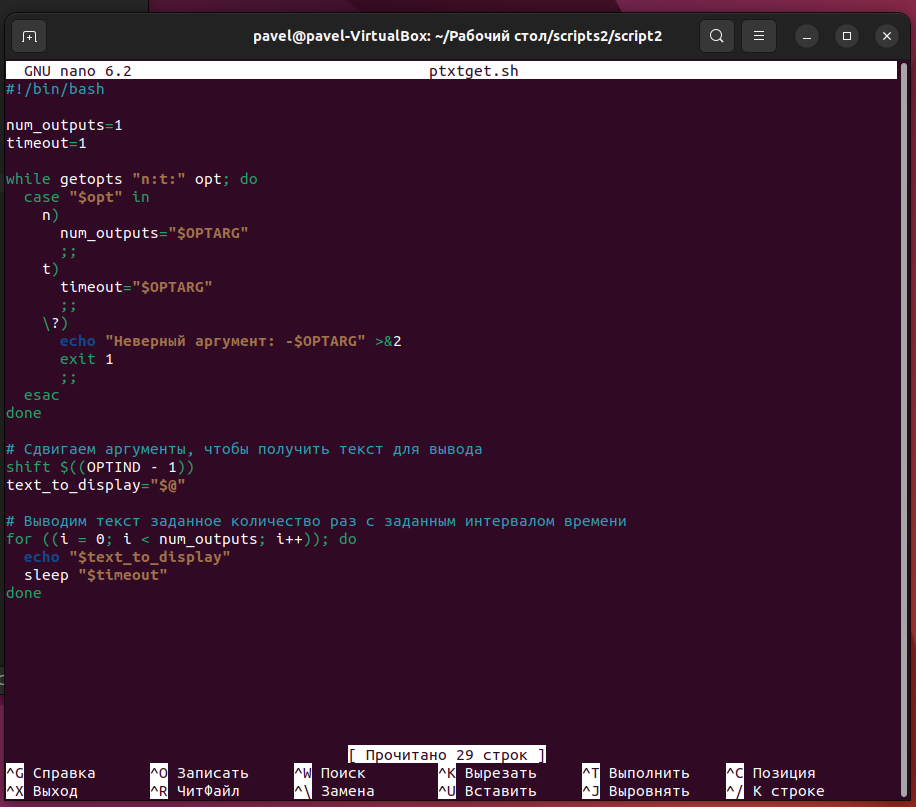 pavel@pavel-VirtualBox: ~/Рабочий стол/scripts2/script2
GNU nano 6.2 ptxtget.sh
#!/bin/bash

num_outputs=1
timeout=1

while getopts "n:t:" opt; do
  case "$opt" in
    n)
      num_outputs="$OPTARG"
      ;;
    t)
      timeout="$OPTARG"
      ;;
    \?)
      echo "Неверный аргумент: -$OPTARG" >&2
      exit 1
      ;;
  esac
done

# Сдвигаем аргументы, чтобы получить текст для вывода
shift $((OPTIND - 1))
text_to_display="$@"

# Выводим текст заданное количество раз с заданным интервалом времени
for ((i = 0; i < num_outputs; i++)); do
  echo "$text_to_display"
  sleep "$timeout"
done

[ Прочитано 29 строк ]
^G Справка ^O Записать ^W Поиск ^K Вырезать ^T Выполнить ^C Позиция
^X Выход ^R ЧитФайл ^\ Замена ^U Вставить ^J Выровнять ^/ К строке